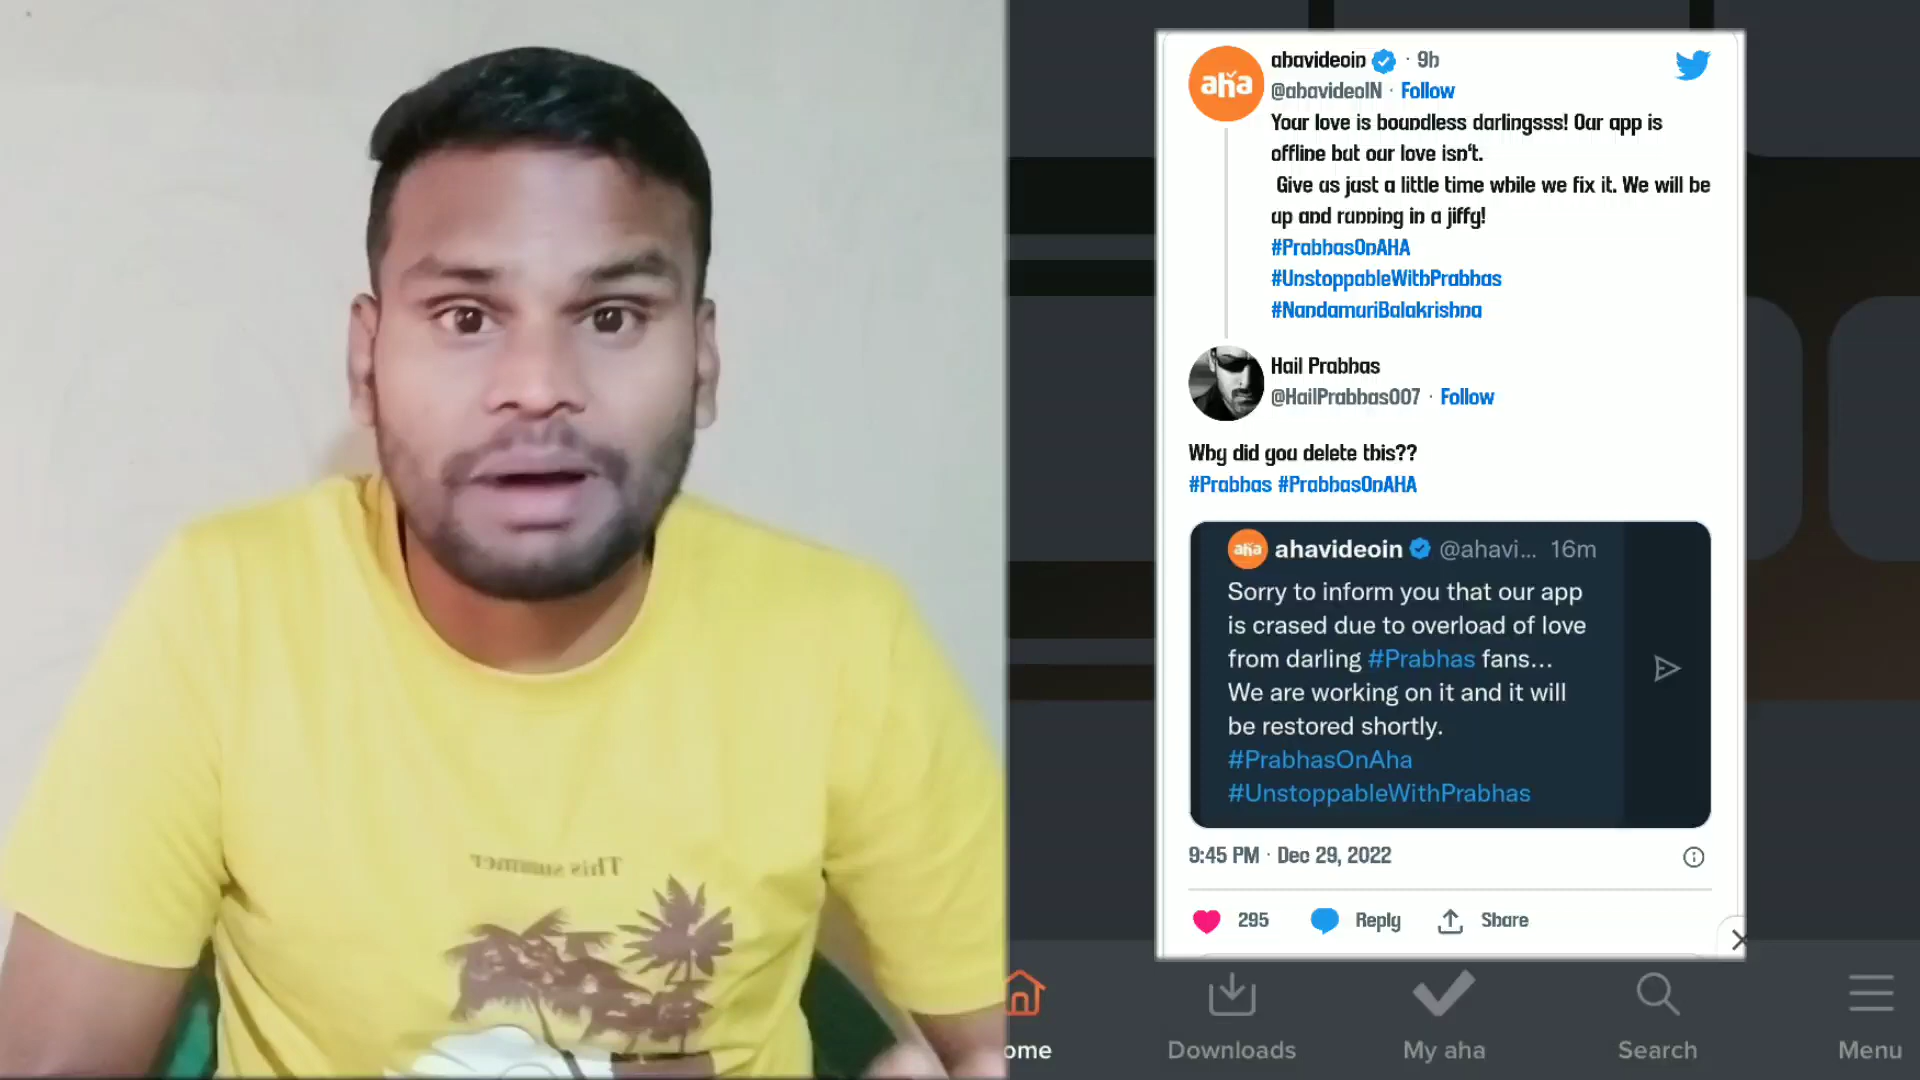 This summer
aha
ahavideoin · 9h
@ahavideoIN · Follow
Your love is boundless darlingsss! Our app is
offline but our love isn't.
Give us just a little time while we fix it. We will be
up and running in a jiffy!
#PrabhasOnAHA
#UnstoppableWithPrabhas
#NandamuriBalakrishna
Hail Prabhas
@HailPrabhas007 · Follow
Why did you delete this??
#Prabhas #PrabhasOnAHA
aha ahavideoin @ahavi... 16m
Sorry to inform you that our app
is crased due to overload of love
from darling #Prabhas fans...
We are working on it and it will
be restored shortly.
#PrabhasOnAha
#UnstoppableWithPrabhas
9:45 PM · Dec 29, 2022
295 Reply Share
ome Downloads My aha Search Menu